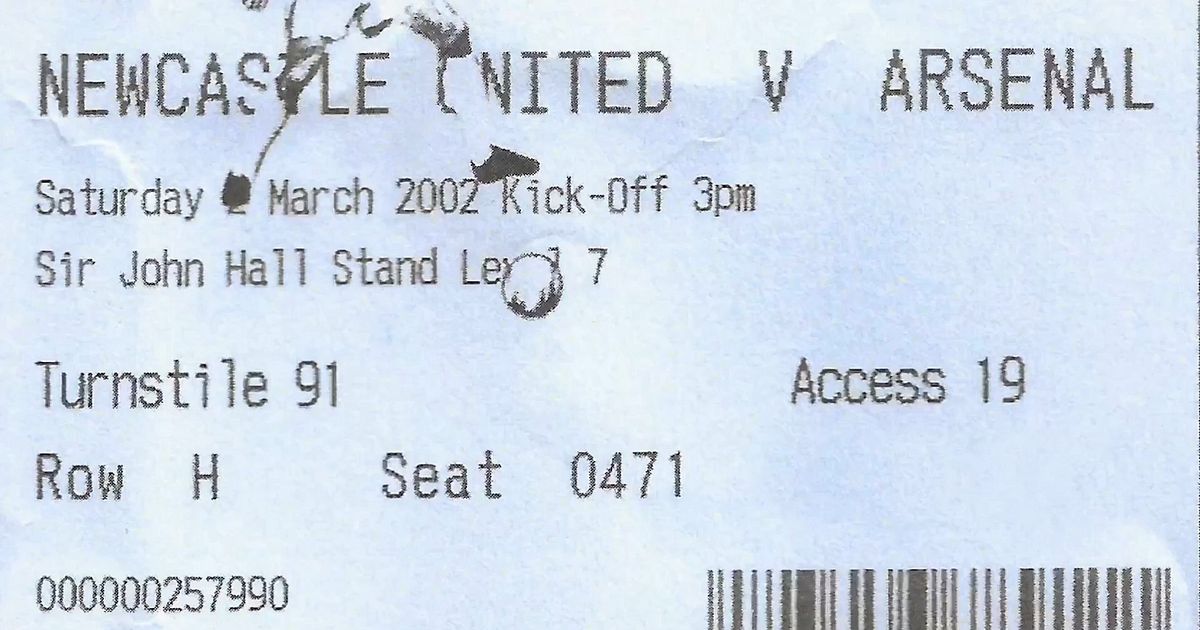 NEWCASTLE UNITED V ARSENAL
Saturday 2 March 2002 Kick-Off 3pm
Sir John Hall Stand Level 7
Turnstile 91 Access 19
Row H Seat 0471
000000257990